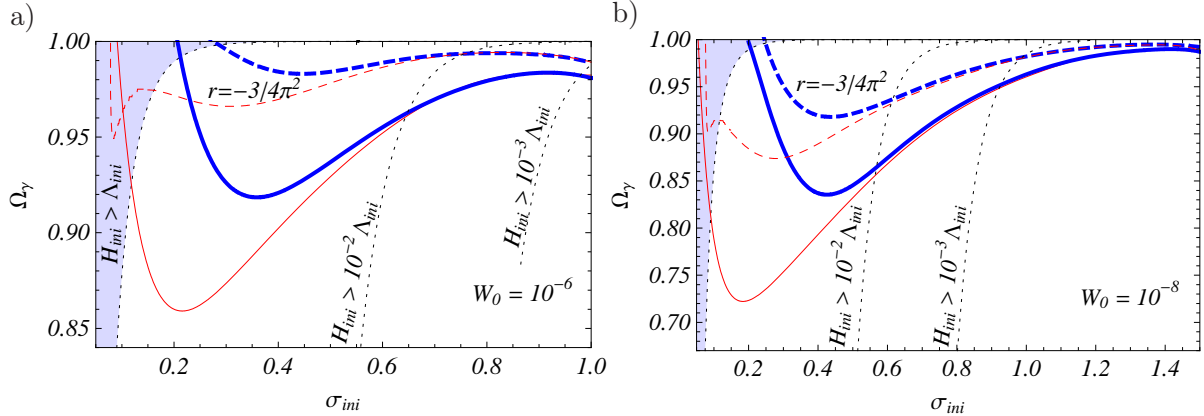 a)
1.00
0.95
0.90
0.85
Ω_γ
r=−3/4π²
H_ini > Λ_ini
H_ini > 10⁻² Λ_ini
H_ini > 10⁻³ Λ_ini
W₀ = 10⁻⁶
0.2 0.4 0.6 0.8 1.0
σ_ini
b)
1.00
0.95
0.90
0.85
0.80
0.75
0.70
Ω_γ
r=−3/4π²
H_ini > 10⁻² Λ_ini
H_ini > 10⁻³ Λ_ini
W₀ = 10⁻⁸
0.2 0.4 0.6 0.8 1.0 1.2 1.4
σ_ini